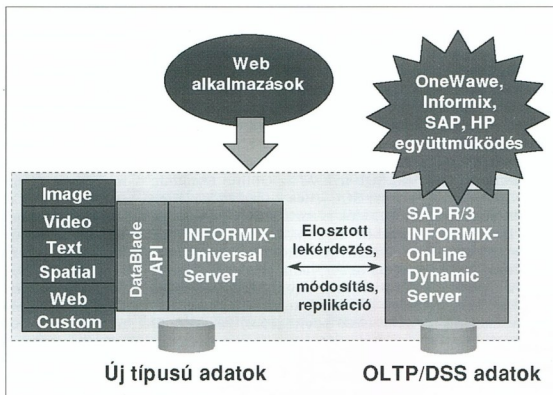 Web
alkalmazások
OneWawe,
Informix,
SAP, HP
együttműködés
Image
Video
Text
Spatial
Web
Custom
DataBlade
API
INFORMIX-
Universal
Server
Elosztott
lekérdezés,
módosítás,
replikáció
SAP R/3
INFORMIX-
OnLine
Dynamic
Server
Új típusú adatok
OLTP/DSS adatok